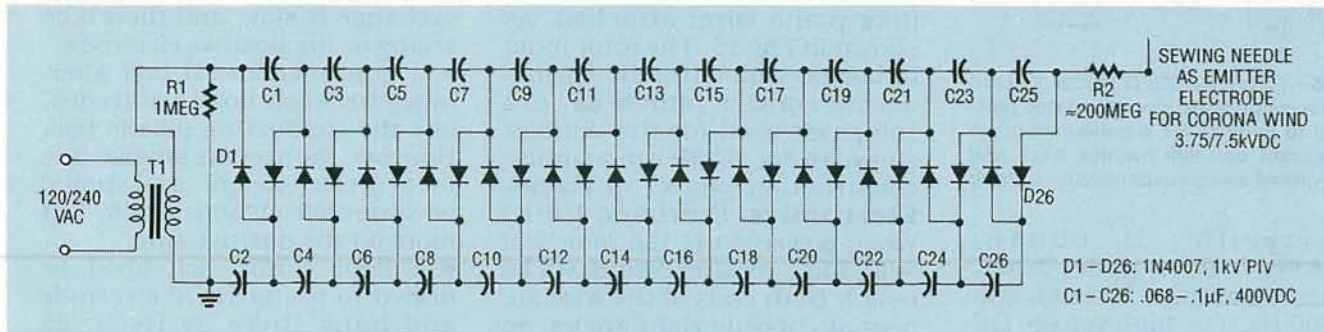 R1
1MEG
C1
C3
C5
C7
C9
C11
C13
C15
C17
C19
C21
C23
C25
R2
≈200MEG
SEWING NEEDLE
AS EMITTER
ELECTRODE
FOR CORONA WIND
3.75/7.5kVDC
120/240
VAC
T1
D1
D26
C2
C4
C6
C8
C10
C12
C14
C16
C18
C20
C22
C24
C26
D1–D26: 1N4007, 1kV PIV
C1–C26: .068–.1µF, 400VDC